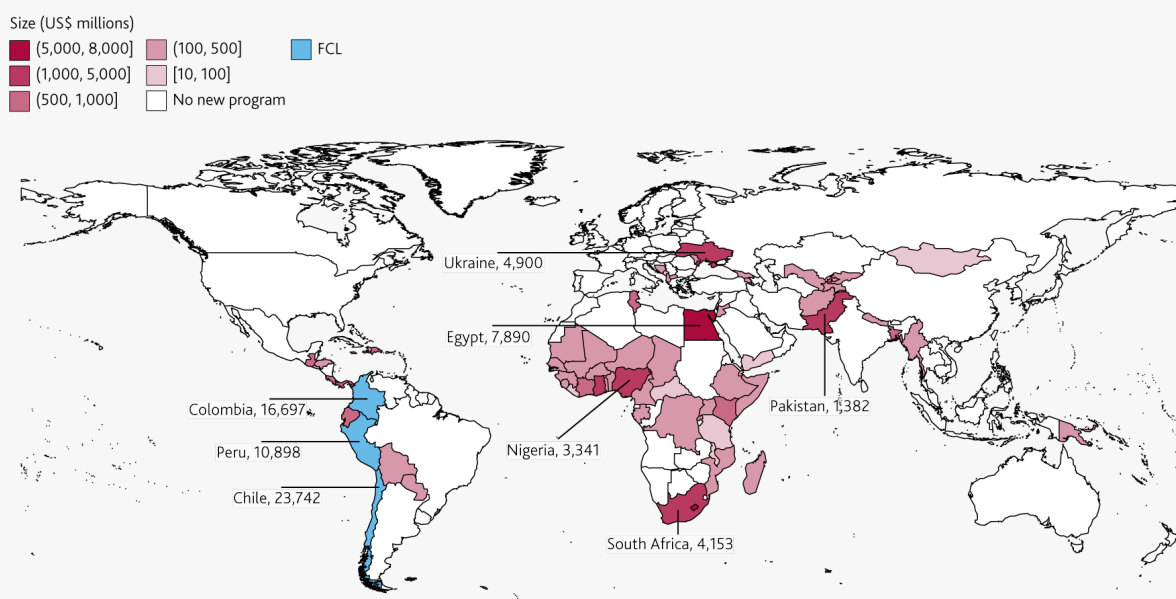 Size (US$ millions)
(5,000, 8,000]
(100, 500]
FCL
(1,000, 5,000]
[10, 100]
(500, 1,000]
No new program
Ukraine, 4,900
Egypt, 7,890
Colombia, 16,697
Pakistan, 1,382
Peru, 10,898
Nigeria, 3,341
Chile, 23,742
South Africa, 4,153